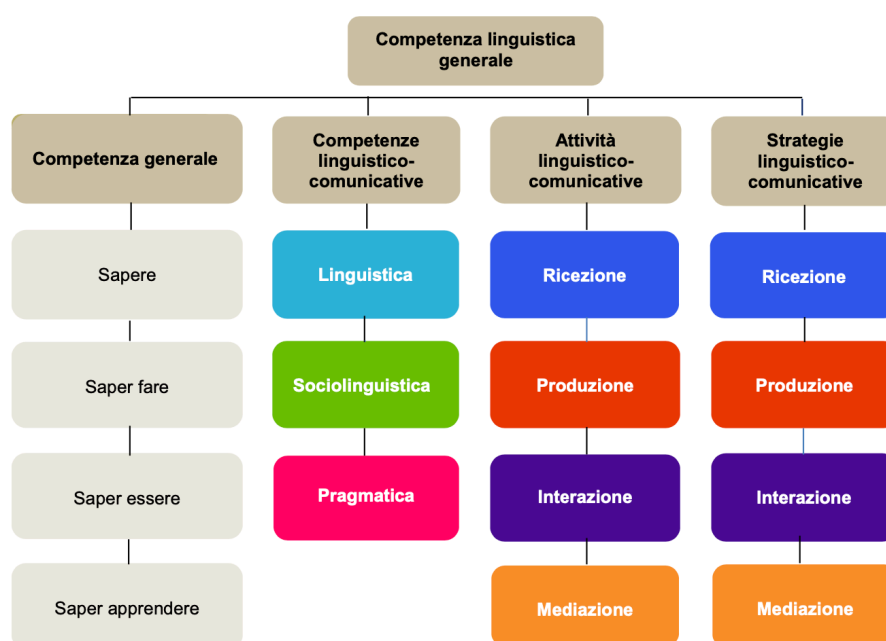 Competenza linguistica
generale
Competenza generale
Competenze
linguistico-
comunicative
Attività
linguistico-
comunicative
Strategie
linguistico-
comunicative
Sapere
Linguistica
Ricezione
Ricezione
Saper fare
Sociolinguistica
Produzione
Produzione
Saper essere
Pragmatica
Interazione
Interazione
Saper apprendere
Mediazione
Mediazione